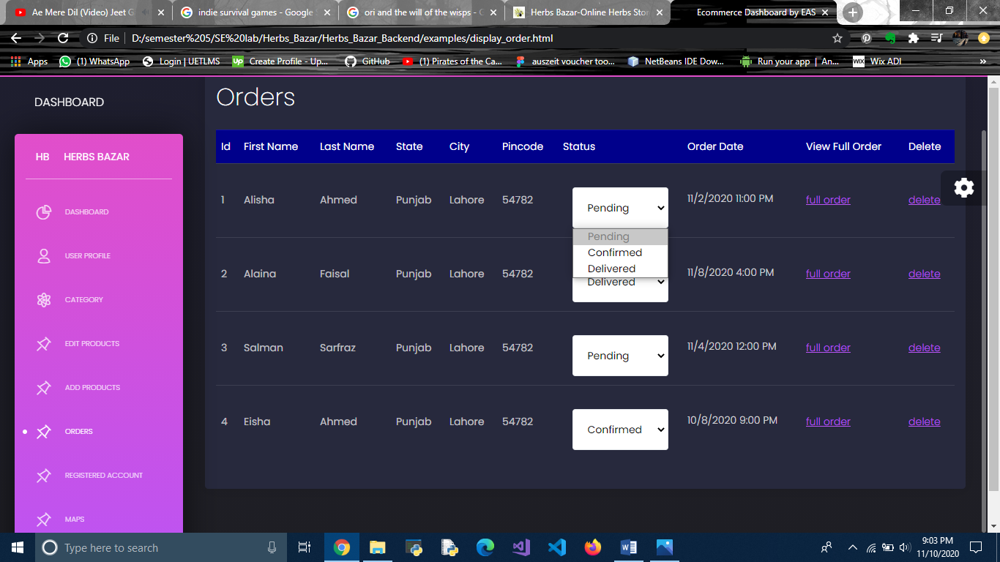 Ae Mere Dil (Video) Jeet G
indie survival games - Google
ori and the will of the wisps - G
Herbs Bazar-Online Herbs Stor
Ecommerce Dashboard by EAS
File
D:/semester%205/SE%20lab/Herbs_Bazar/Herbs_Bazar_Backend/examples/display_order.html
Apps
(1) WhatsApp
Login | UETLMS
Up
Create Profile - Up...
GitHub
(1) Pirates of the Ca...
auszeit voucher too...
NetBeans IDE Dow...
Run your app | An...
WIX
Wix ADI
»
DASHBOARD
HB HERBS BAZAR
DASHBOARD
USER PROFILE
CATEGORY
EDIT PRODUCTS
ADD PRODUCTS
ORDERS
REGISTERED ACCOUNT
MAPS
Orders
Id First Name Last Name State City Pincode Status Order Date View Full Order Delete
1 Alisha Ahmed Punjab Lahore 54782 Pending 11/2/2020 11:00 PM full order delete
Pending
Confirmed
Delivered
2 Alaina Faisal Punjab Lahore 54782 Delivered 11/8/2020 4:00 PM full order delete
3 Salman Sarfraz Punjab Lahore 54782 Pending 11/4/2020 12:00 PM full order delete
4 Eisha Ahmed Punjab Lahore 54782 Confirmed 10/8/2020 9:00 PM full order delete
Type here to search
9:03 PM
11/10/2020